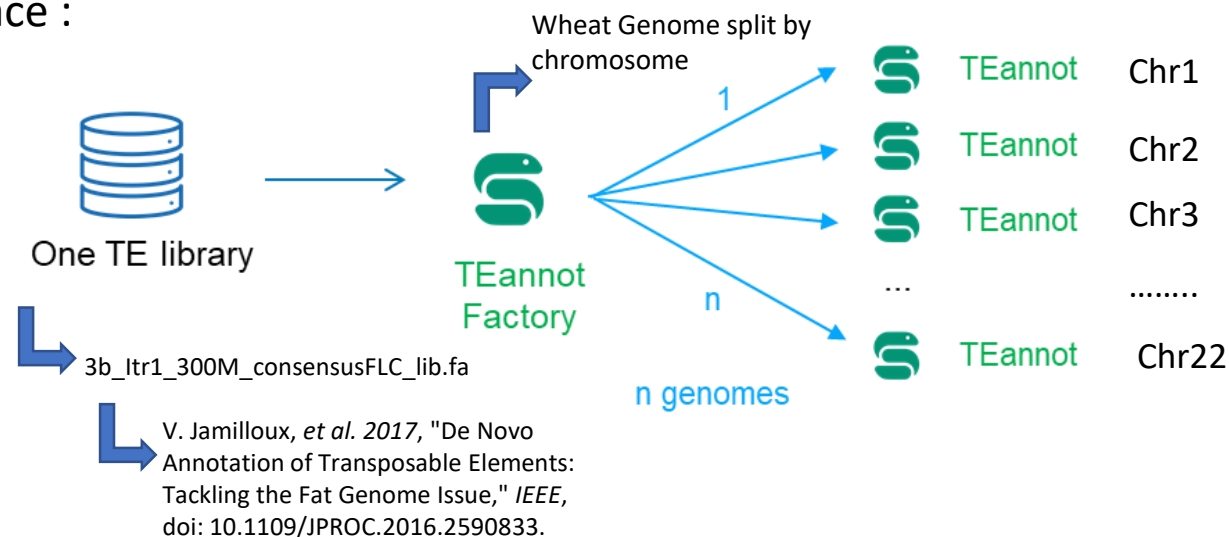 nce :
Wheat Genome split by
chromosome
One TE library
TEannot
Factory
1
n
n genomes
TEannot Chr1
TEannot Chr2
TEannot Chr3
... ........
TEannot Chr22
3b_Itr1_300M_consensusFLC_lib.fa
V. Jamilloux, et al. 2017, "De Novo
Annotation of Transposable Elements:
Tackling the Fat Genome Issue," IEEE,
doi: 10.1109/JPROC.2016.2590833.